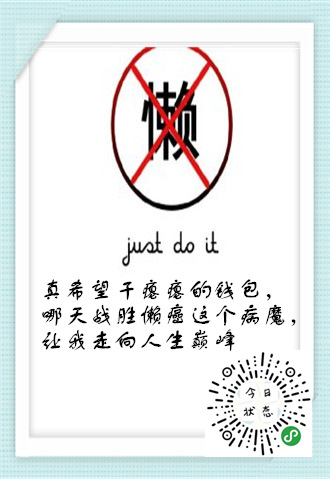 懒
just do it
真希望干瘪瘪的钱包，
哪天战胜懒癌这个病魔，
让我走向人生巅峰
今日
状态